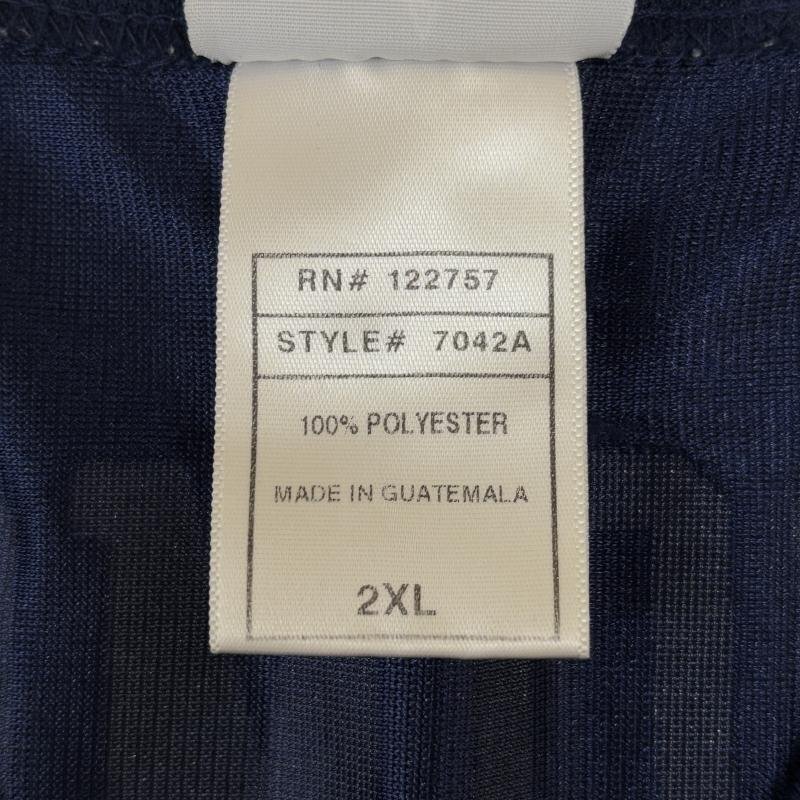 RN# 122757
STYLE# 7042A
100% POLYESTER
MADE IN GUATEMALA
2XL